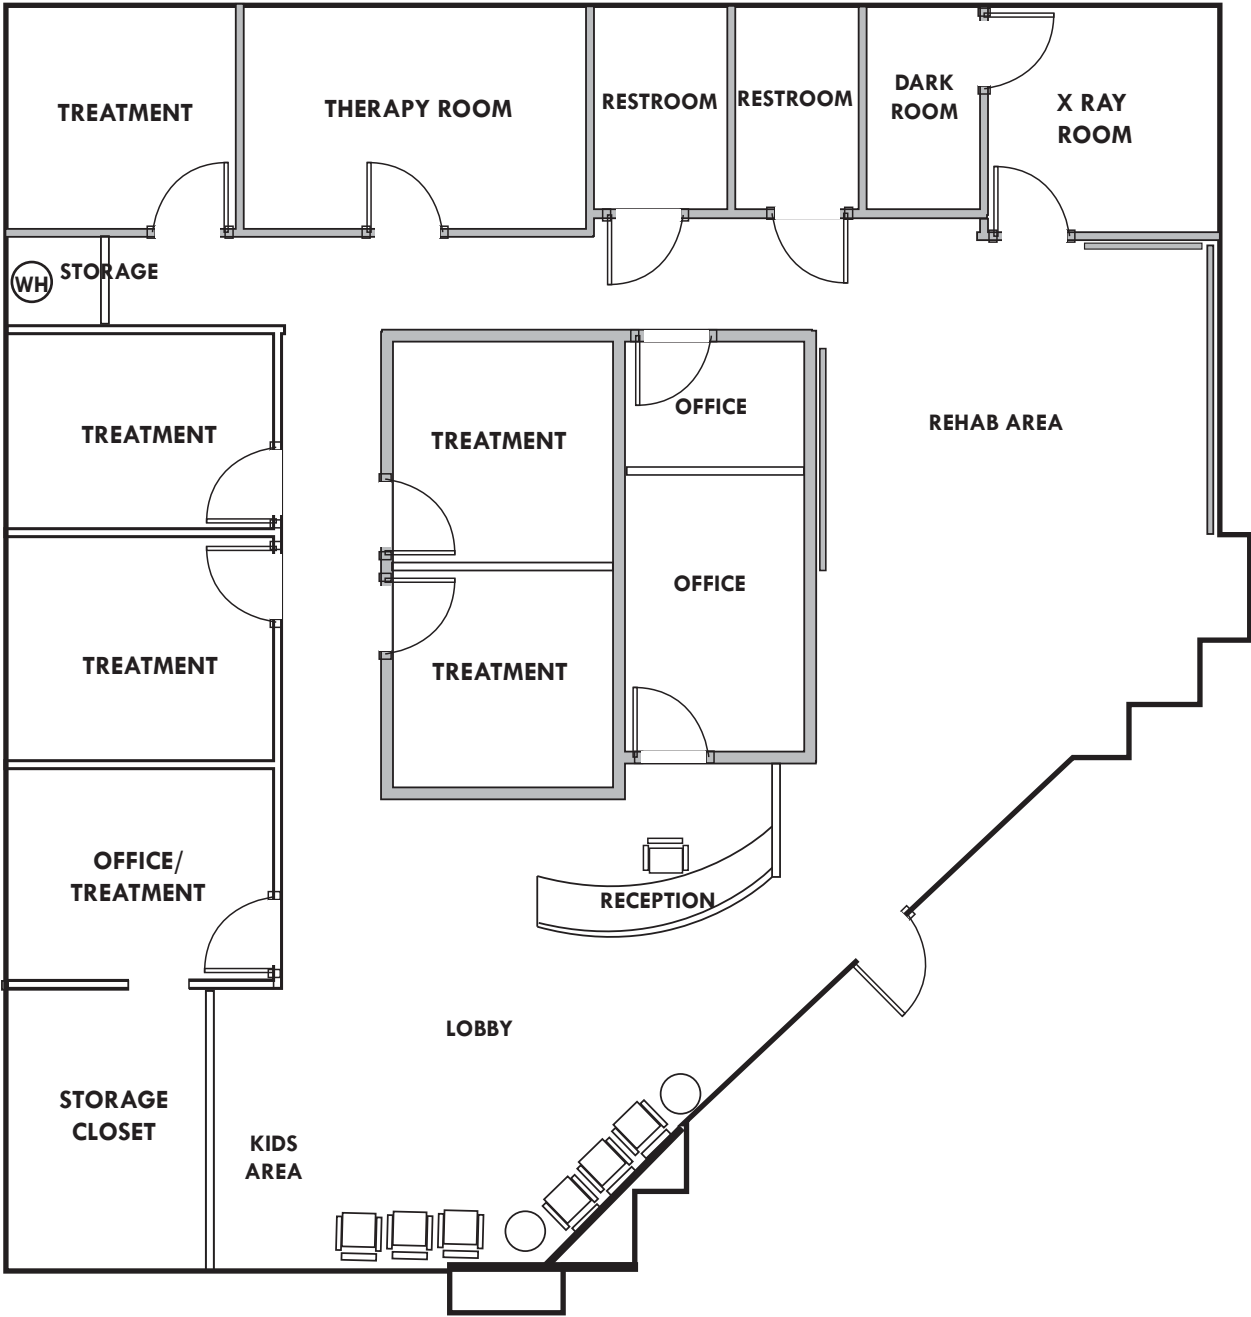 TREATMENT
THERAPY ROOM
RESTROOM
RESTROOM
DARK
ROOM
X RAY
ROOM
WH
STORAGE
TREATMENT
TREATMENT
OFFICE
REHAB AREA
OFFICE
TREATMENT
TREATMENT
OFFICE/
TREATMENT
RECEPTION
LOBBY
STORAGE
CLOSET
KIDS
AREA